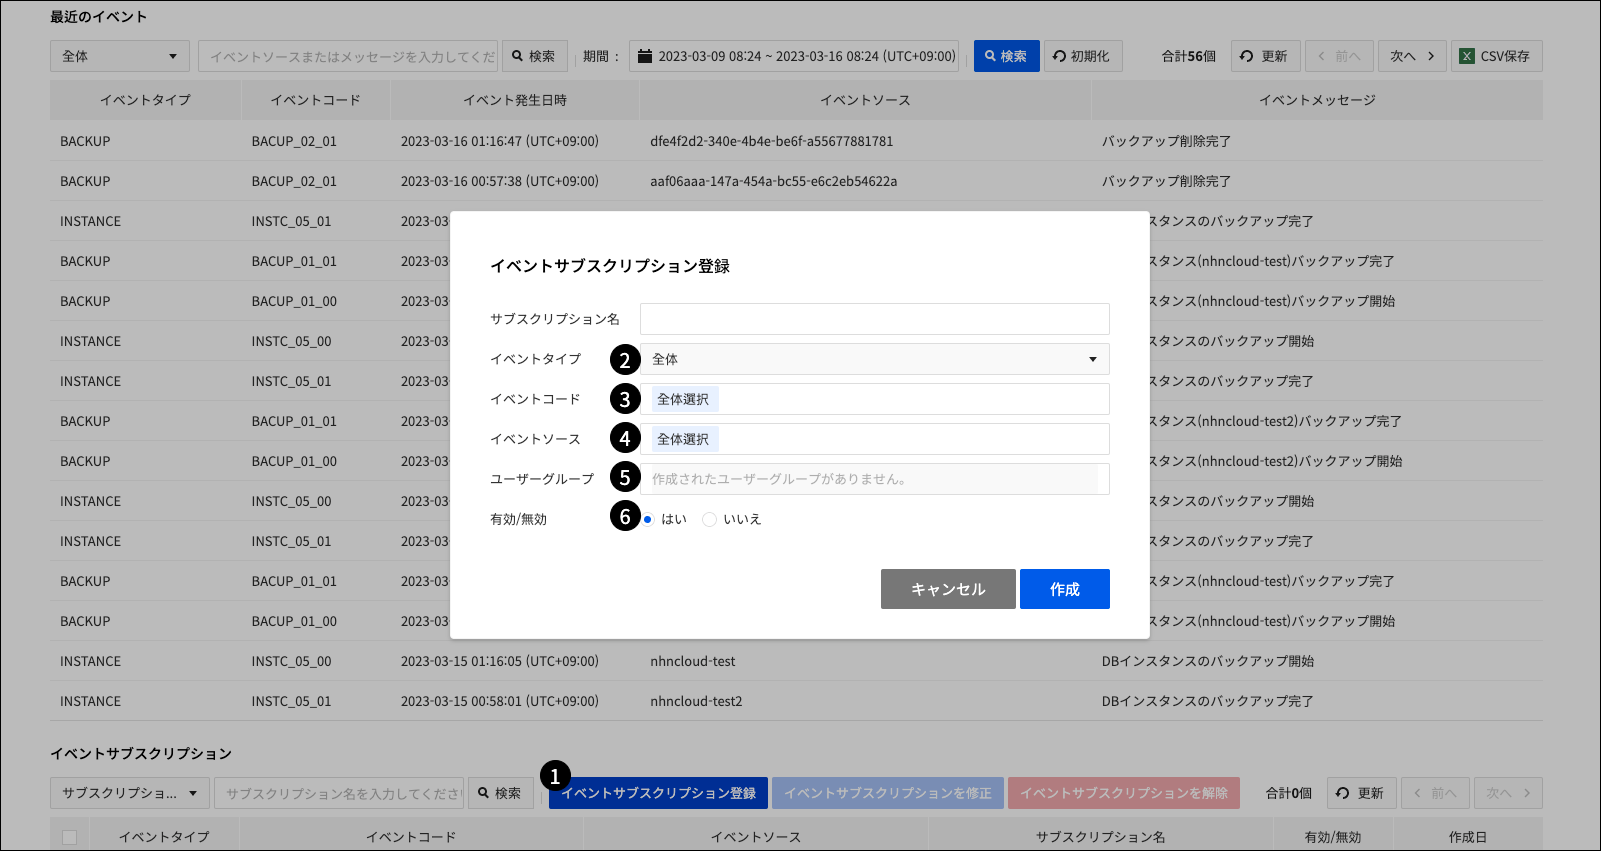 最近のイベント
全体 イベントソースまたはメッセージを入力してくだ 検索 期間 : 2023-03-09 08:24 ~ 2023-03-16 08:24 (UTC+09:00) 検索 初期化 合計56個 更新 前へ 次へ CSV保存
イベントタイプ イベントコード イベント発生日時 イベントソース イベントメッセージ
BACKUP BACUP_02_01 2023-03-16 01:16:47 (UTC+09:00) dfe4f2d2-340e-4b4e-be6f-a55677881781 バックアップ削除完了
BACKUP BACUP_02_01 2023-03-16 00:57:38 (UTC+09:00) aaf06aaa-147a-454a-bc55-e6c2eb54622a バックアップ削除完了
INSTANCE INSTC_05_01 2023-03- スタンスのバックアップ完了
BACKUP BACUP_01_01 2023-03- スタンス(nhncloud-test)バックアップ完了
BACKUP BACUP_01_00 2023-03- スタンス(nhncloud-test)バックアップ開始
INSTANCE INSTC_05_00 2023-03- スタンスのバックアップ開始
INSTANCE INSTC_05_01 2023-03- スタンスのバックアップ完了
BACKUP BACUP_01_01 2023-03- スタンス(nhncloud-test2)バックアップ完了
BACKUP BACUP_01_00 2023-03- スタンス(nhncloud-test2)バックアップ開始
INSTANCE INSTC_05_00 2023-03- スタンスのバックアップ開始
INSTANCE INSTC_05_01 2023-03- スタンスのバックアップ完了
BACKUP BACUP_01_01 2023-03- スタンス(nhncloud-test)バックアップ完了
BACKUP BACUP_01_00 2023-03- スタンス(nhncloud-test)バックアップ開始
INSTANCE INSTC_05_00 2023-03-15 01:16:05 (UTC+09:00) nhncloud-test DBインスタンスのバックアップ開始
INSTANCE INSTC_05_01 2023-03-15 00:58:01 (UTC+09:00) nhncloud-test2 DBインスタンスのバックアップ完了
イベントサブスクリプション登録
サブスクリプション名
イベントタイプ 2 全体
イベントコード 3 全体選択
イベントソース 4 全体選択
ユーザーグループ 5 作成されたユーザーグループがありません。
有効/無効 6 はい いいえ
キャンセル 作成
イベントサブスクリプション
サブスクリプショ... サブスクリプション名を入力してくださ 検索 1 イベントサブスクリプション登録 イベントサブスクリプションを修正 イベントサブスクリプションを解除 合計0個 更新 前へ 次へ
イベントタイプ イベントコード イベントソース サブスクリプション名 有効/無効 作成日